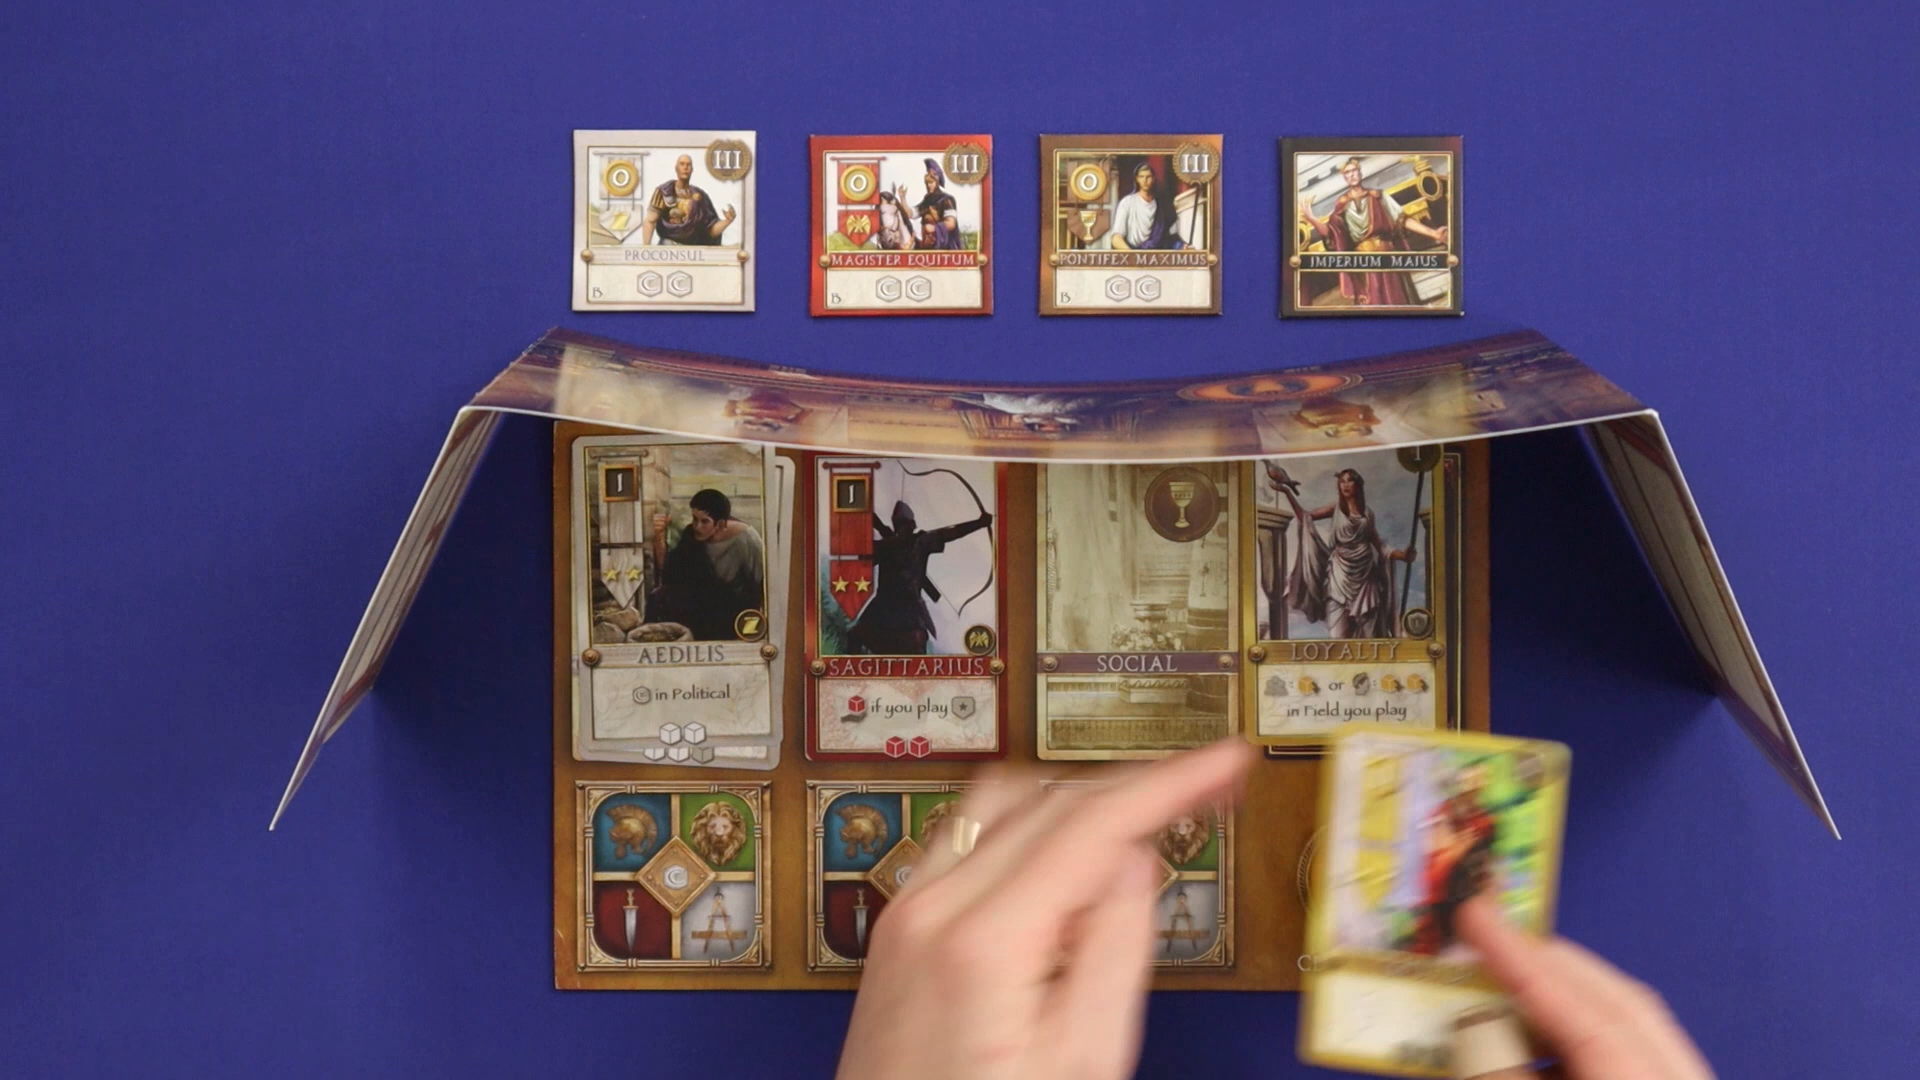 III
O
PROCONSUL
C C
B
III
O
MAGISTER EQUITUM
C C
B
III
O
PONTIFEX MAXIMUS
C C
B
IMPERIUM MAIUS
I
AEDILIS
in Political
I
SAGITTARIUS
if you play
SOCIAL
I
LOYALTY
or
in Field you play
C
C